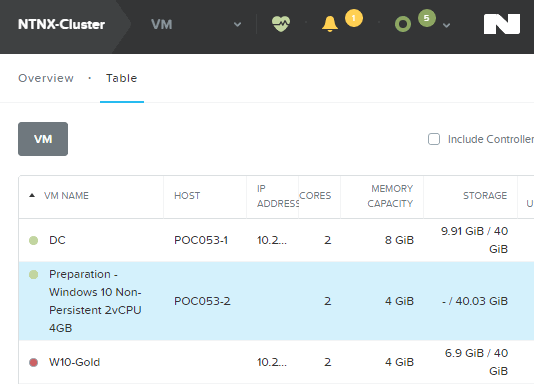 NTNX-Cluster VM 1 5
Overview · Table
VM Include Controller
VM NAME HOST IP ADDRESS CORES MEMORY CAPACITY STORAGE
DC POC053-1 10.2... 2 8 GiB 9.91 GiB / 40 GiB
Preparation - Windows 10 Non-Persistent 2vCPU 4GB POC053-2 2 4 GiB - / 40.03 GiB
W10-Gold 10.2... 2 4 GiB 6.9 GiB / 40 GiB